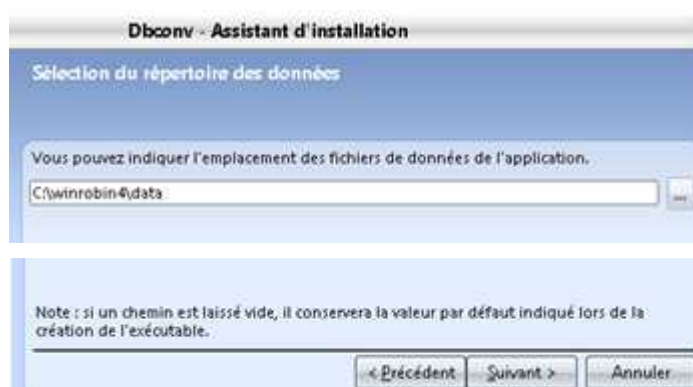 Dbconv - Assistant d'installation
Sélection du répertoire des données
Vous pouvez indiquer l'emplacement des fichiers de données de l'application.
C:\winrobin4\data
...
Note : si un chemin est laissé vide, il conservera la valeur par défaut indiqué lors de la
création de l'exécutable.
< Précédent Suivant > Annuler